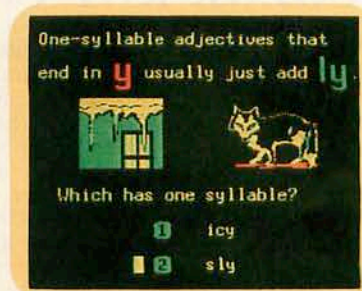 One-syllable adjectives that
end in y usually just add ly
Which has one syllable?
1 icy
2 sly